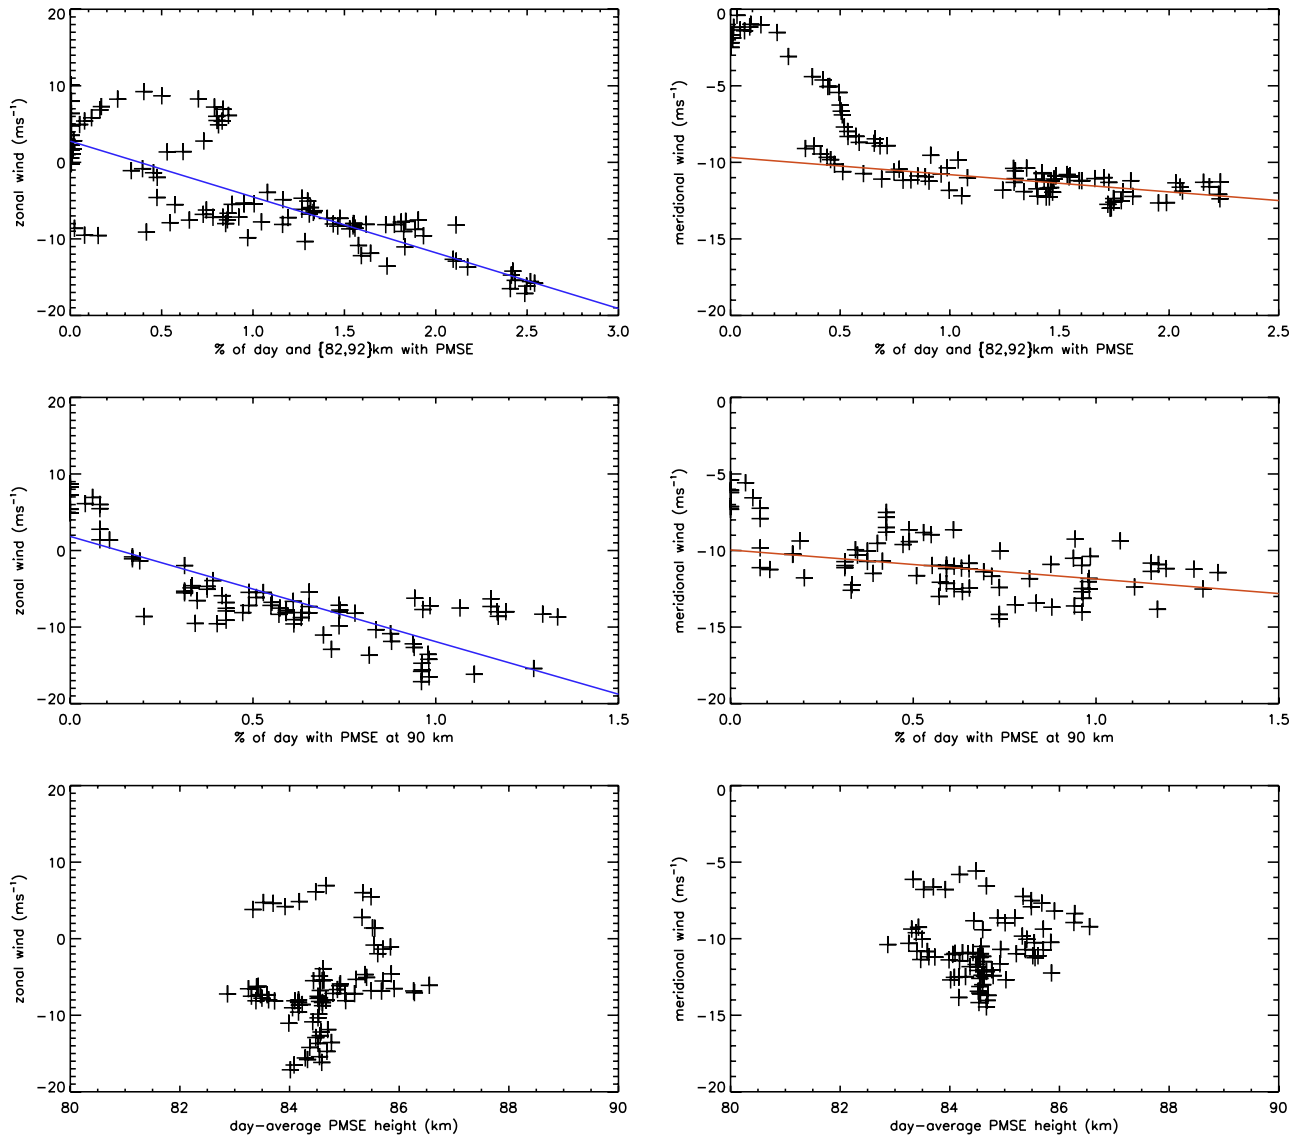 20
10
0
−10
−20
zonal wind (ms⁻¹)
0.0 0.5 1.0 1.5 2.0 2.5 3.0
% of day and {82,92}km with PMSE
0
−5
−10
−15
−20
meridional wind (ms⁻¹)
0.0 0.5 1.0 1.5 2.0 2.5
% of day and {82,92}km with PMSE
20
10
0
−10
−20
zonal wind (ms⁻¹)
0.0 0.5 1.0 1.5
% of day with PMSE at 90 km
0
−5
−10
−15
−20
meridional wind (ms⁻¹)
0.0 0.5 1.0 1.5
% of day with PMSE at 90 km
20
10
0
−10
−20
zonal wind (ms⁻¹)
80 82 84 86 88 90
day−average PMSE height (km)
0
−5
−10
−15
−20
meridional wind (ms⁻¹)
80 82 84 86 88 90
day−average PMSE height (km)